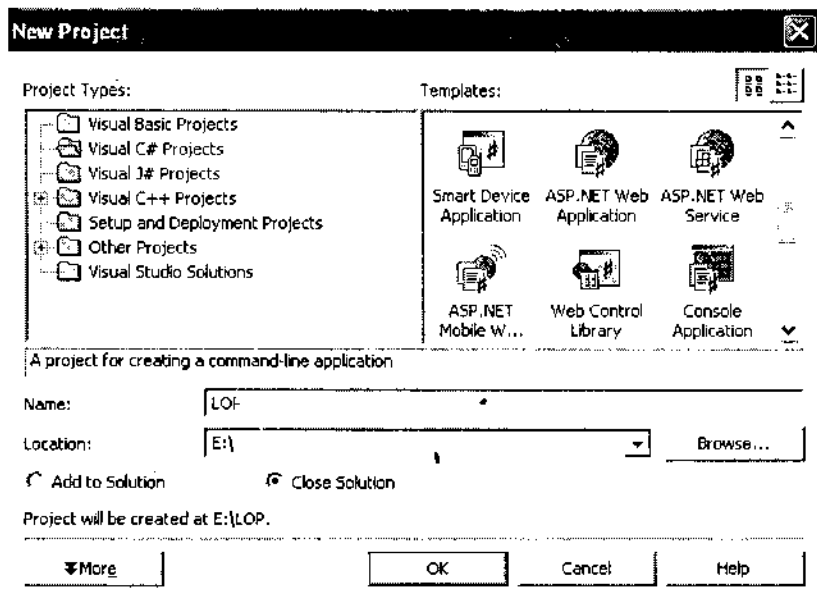 New Project
Project Types:
Templates:
Visual Basic Projects
Visual C# Projects
Visual J# Projects
Visual C++ Projects
Setup and Deployment Projects
Other Projects
Visual Studio Solutions
Smart Device Application
ASP.NET Web Application
ASP.NET Web Service
ASP.NET Mobile W...
Web Control Library
Console Application
A project for creating a command-line application
Name:
LOP
Location:
E:\
Browse...
Add to Solution
Close Solution
Project will be created at E:\LOP.
More
OK
Cancel
Help